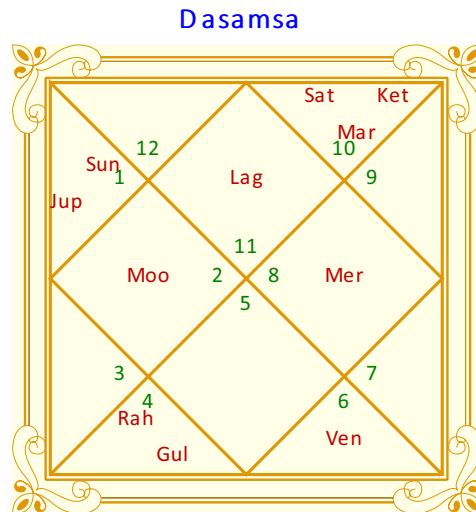 Dasamsa
Sat Ket
Mar
12 10
Sun
1 Lag 9
Jup
11
Moo 2 8 Mer
5
3 7
4 6
Rah
Ven
Gul